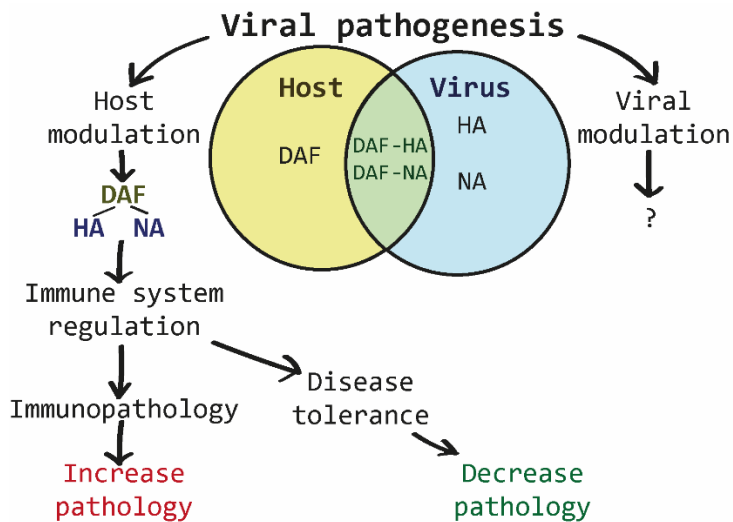 Viral pathogenesis
Host
modulation
DAF
HA NA
Immune system
regulation
Immunopathology
Increase
pathology
Disease
tolerance
Decrease
pathology
Host
DAF
DAF-HA
DAF-NA
Virus
HA
NA
Viral
modulation
?